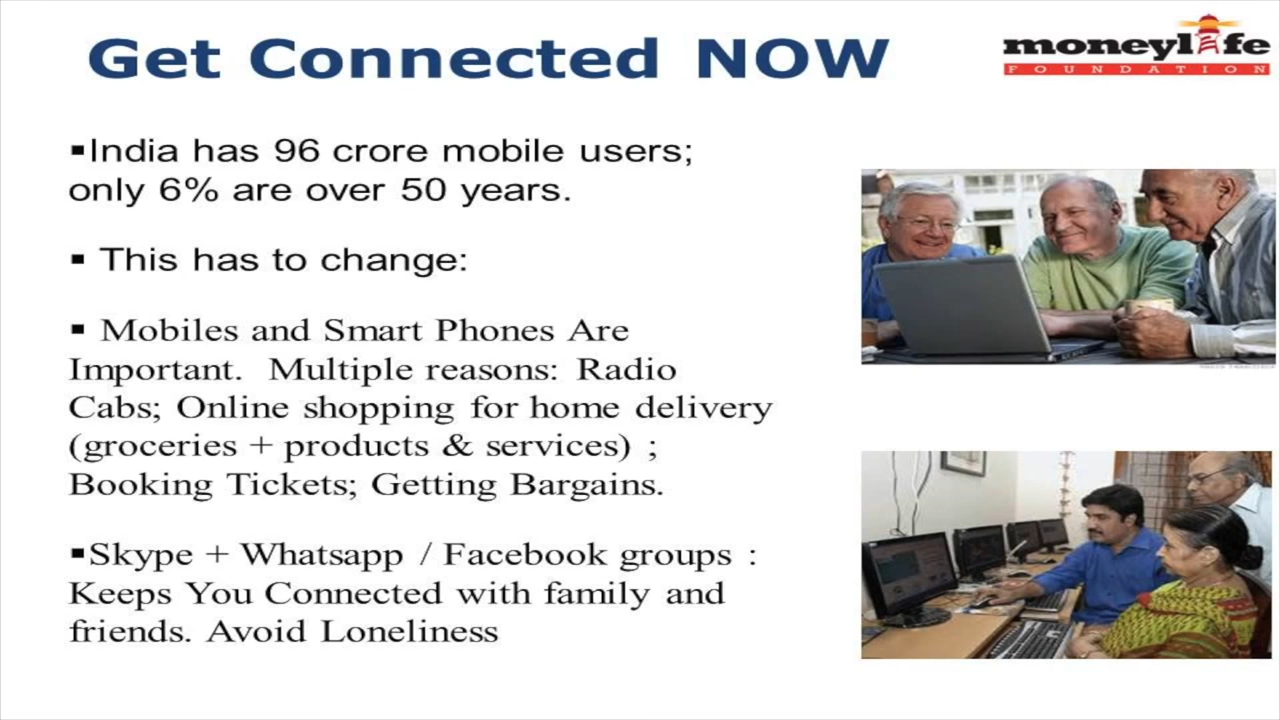 Get Connected NOW
moneylife
FOUNDATION
▪India has 96 crore mobile users;
only 6% are over 50 years.
▪ This has to change:
▪ Mobiles and Smart Phones Are
Important.  Multiple reasons: Radio
Cabs; Online shopping for home delivery
(groceries + products & services) ;
Booking Tickets; Getting Bargains.
▪Skype + Whatsapp / Facebook groups :
Keeps You Connected with family and
friends. Avoid Loneliness